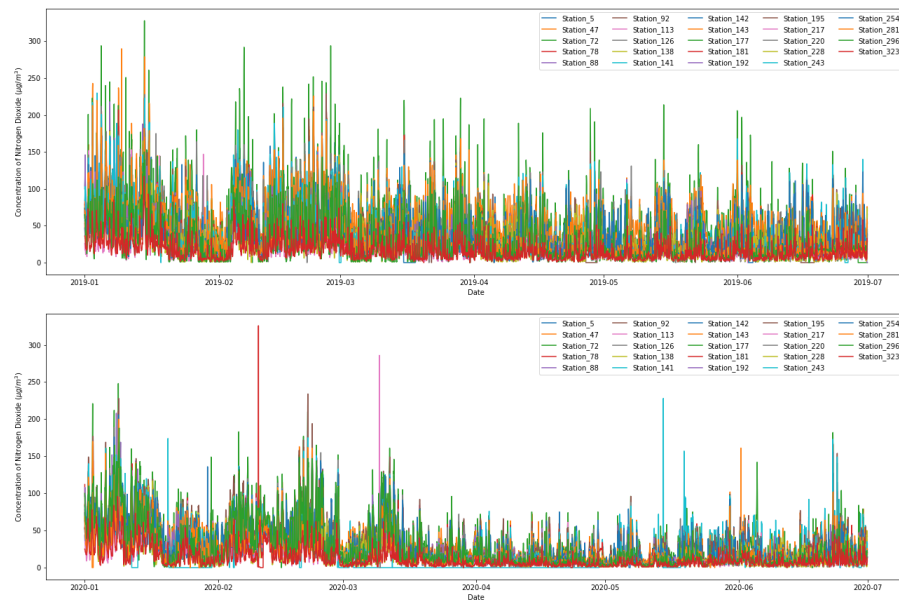 Station_5 Station_92 Station_142 Station_195 Station_254
Station_47 Station_113 Station_143 Station_217 Station_281
Station_72 Station_126 Station_177 Station_220 Station_296
Station_78 Station_138 Station_181 Station_228 Station_323
Station_88 Station_141 Station_192 Station_243
Concentration of Nitrogen Dioxide (μg/m³)
300
250
200
150
100
50
0
2019-01 2019-02 2019-03 2019-04 2019-05 2019-06 2019-07
Date
Station_5 Station_92 Station_142 Station_195 Station_254
Station_47 Station_113 Station_143 Station_217 Station_281
Station_72 Station_126 Station_177 Station_220 Station_296
Station_78 Station_138 Station_181 Station_228 Station_323
Station_88 Station_141 Station_192 Station_243
Concentration of Nitrogen Dioxide (μg/m³)
300
250
200
150
100
50
0
2020-01 2020-02 2020-03 2020-04 2020-05 2020-06 2020-07
Date